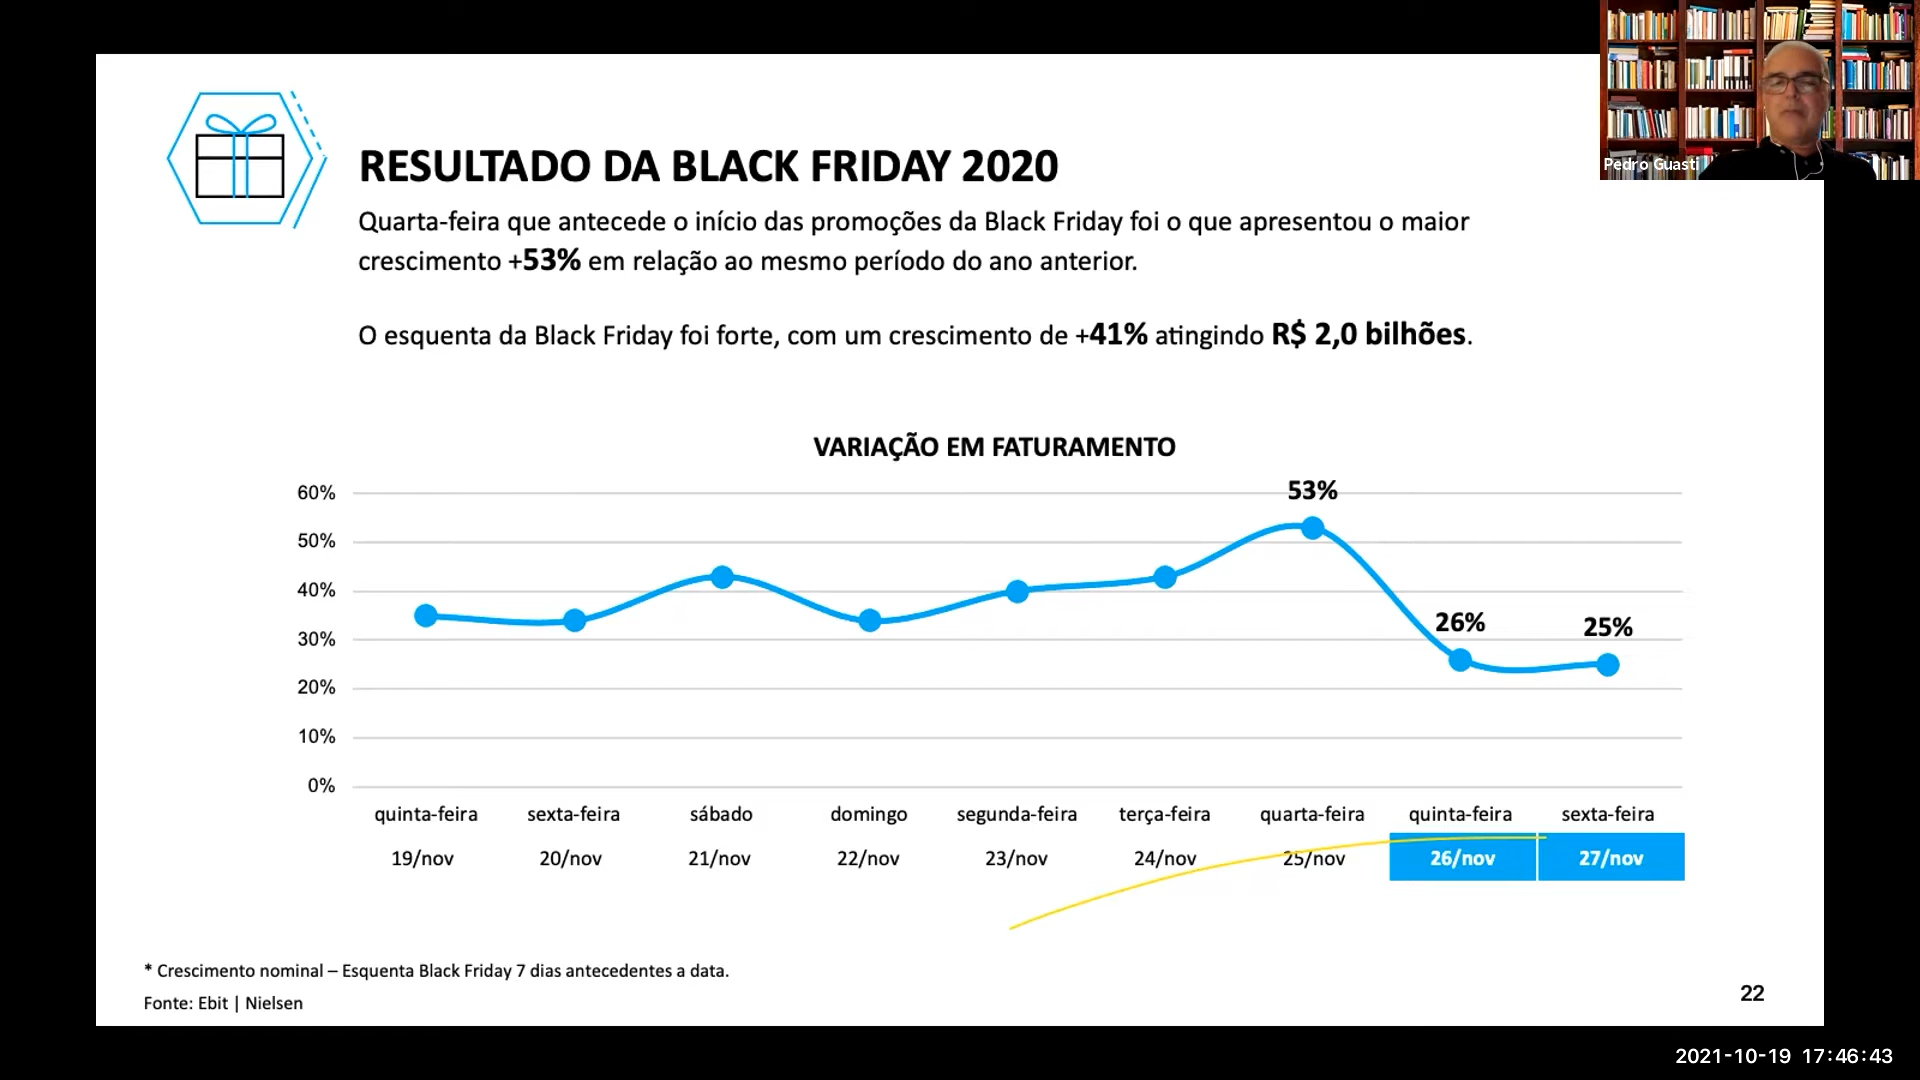 Pedro Guasti
RESULTADO DA BLACK FRIDAY 2020
Quarta-feira que antecede o início das promoções da Black Friday foi o que apresentou o maior
crescimento +53% em relação ao mesmo período do ano anterior.
O esquenta da Black Friday foi forte, com um crescimento de +41% atingindo R$ 2,0 bilhões.
VARIAÇÃO EM FATURAMENTO
60%
50%
40%
30%
20%
10%
0%
53%
26%
25%
quinta-feira sexta-feira sábado domingo segunda-feira terça-feira quarta-feira quinta-feira sexta-feira
19/nov 20/nov 21/nov 22/nov 23/nov 24/nov 25/nov 26/nov 27/nov
* Crescimento nominal – Esquenta Black Friday 7 dias antecedentes a data.
Fonte: Ebit | Nielsen
22
2021-10-19 17:46:43